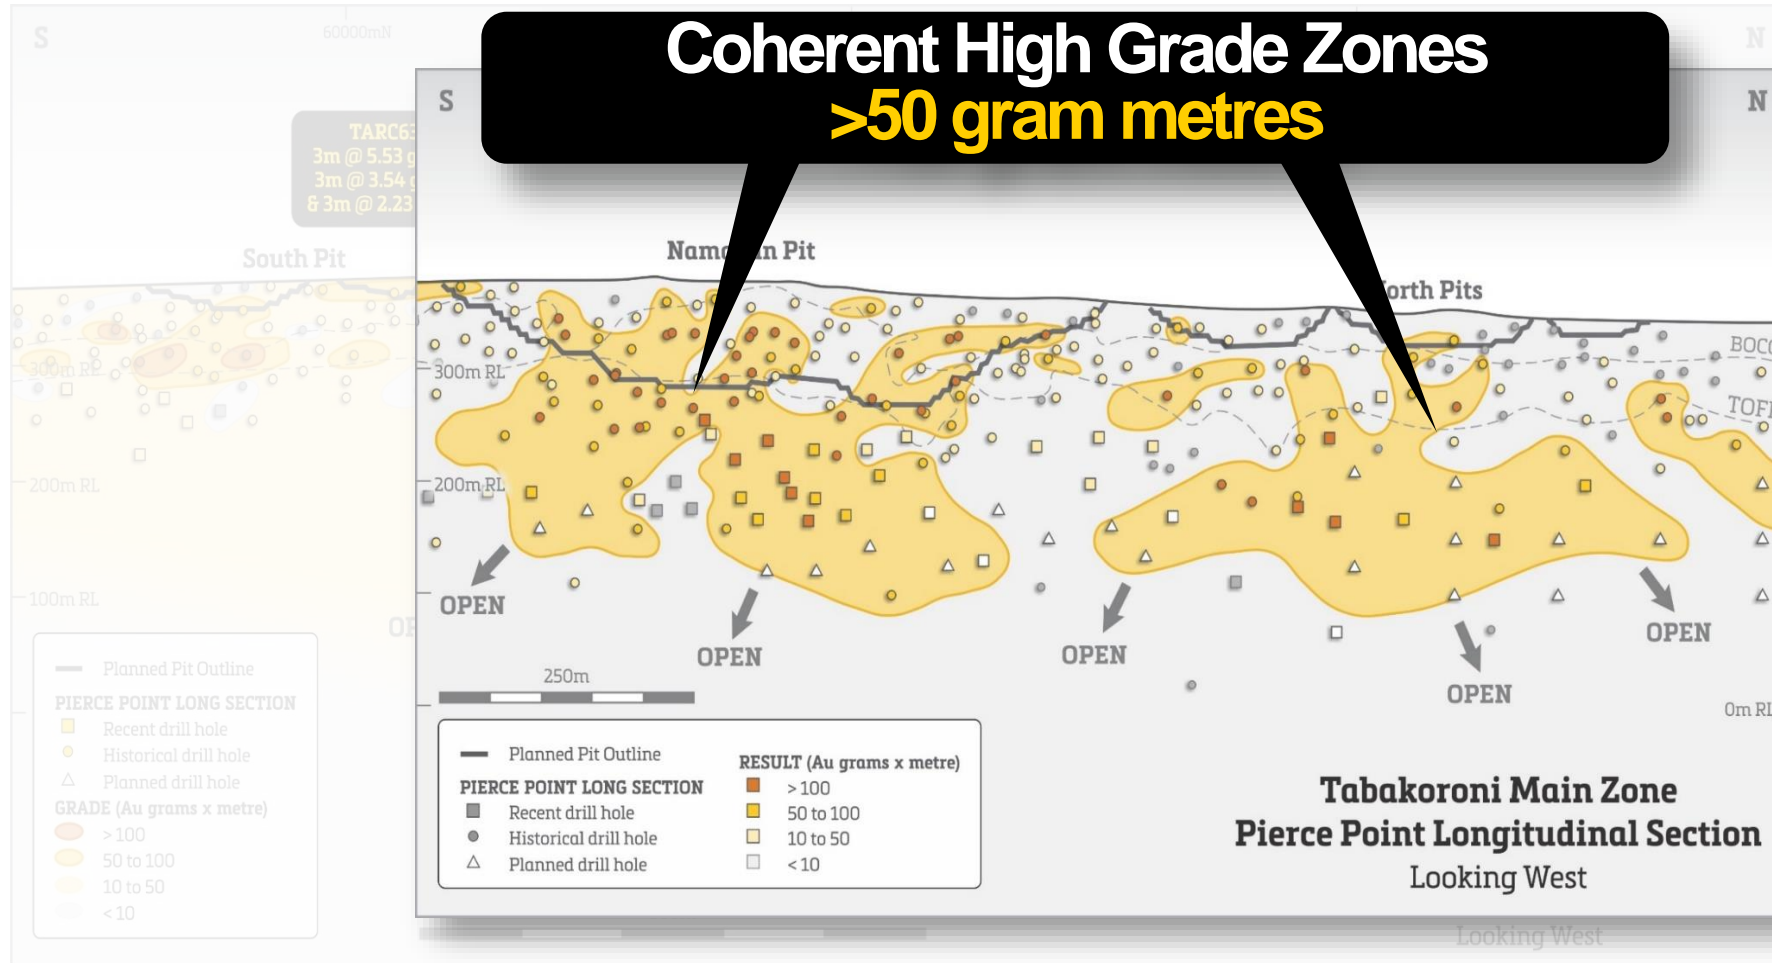 Coherent High Grade Zones
>50 gram metres
S
60000mN
N
S
N
TARC63
3m @ 5.53 g
3m @ 3.54 g
& 3m @ 2.23
South Pit
Pit
Pits
300m RL
300m RL
BOCO
TOF
200m RL
200m RL
100m RL
OPEN
OPEN
OPEN
OPEN
OPEN
250m
0m RL
Planned Pit Outline
PIERCE POINT LONG SECTION
Recent drill hole
Historical drill hole
Planned drill hole
GRADE (Au grams x metre)
> 100
50 to 100
10 to 50
< 10
Planned Pit Outline
PIERCE POINT LONG SECTION
Recent drill hole
Historical drill hole
Planned drill hole
RESULT (Au grams x metre)
> 100
50 to 100
10 to 50
< 10
Tabakoroni Main Zone
Pierce Point Longitudinal Section
Looking West
Looking West